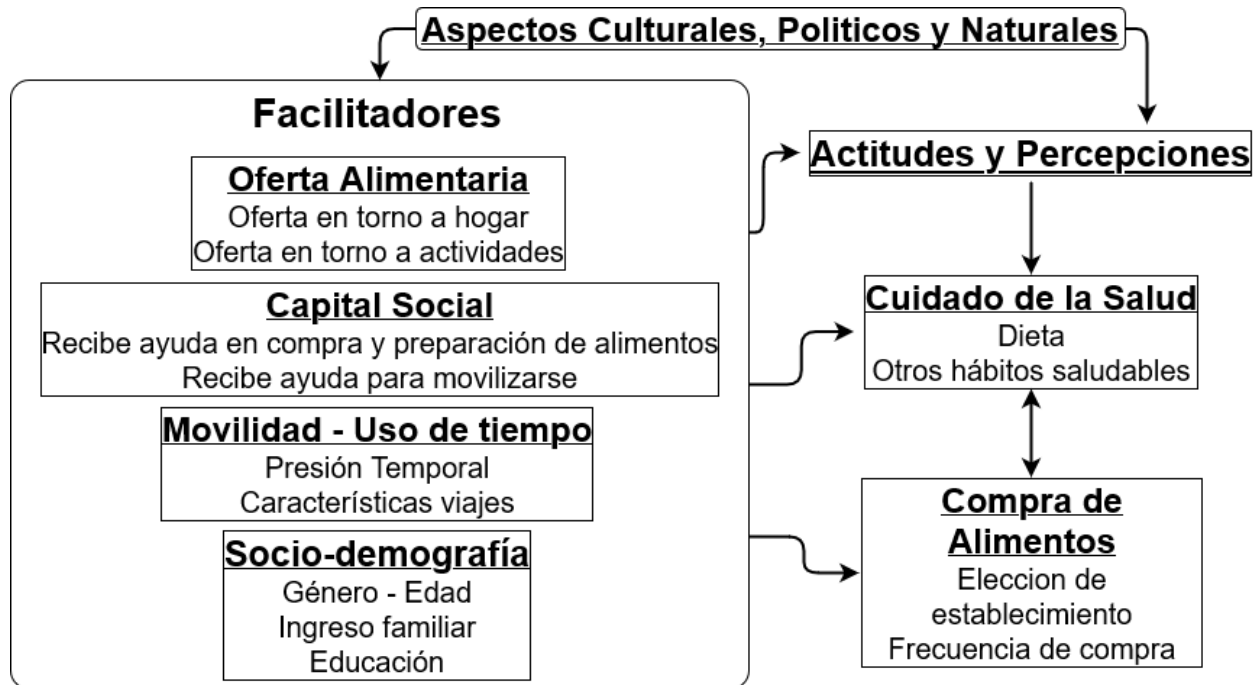 Aspectos Culturales, Politicos y Naturales
Facilitadores
Oferta Alimentaria
Oferta en torno a hogar
Oferta en torno a actividades
Capital Social
Recibe ayuda en compra y preparación de alimentos
Recibe ayuda para movilizarse
Movilidad - Uso de tiempo
Presión Temporal
Características viajes
Socio-demografía
Género - Edad
Ingreso familiar
Educación
Actitudes y Percepciones
Cuidado de la Salud
Dieta
Otros hábitos saludables
Compra de
Alimentos
Eleccion de
establecimiento
Frecuencia de compra